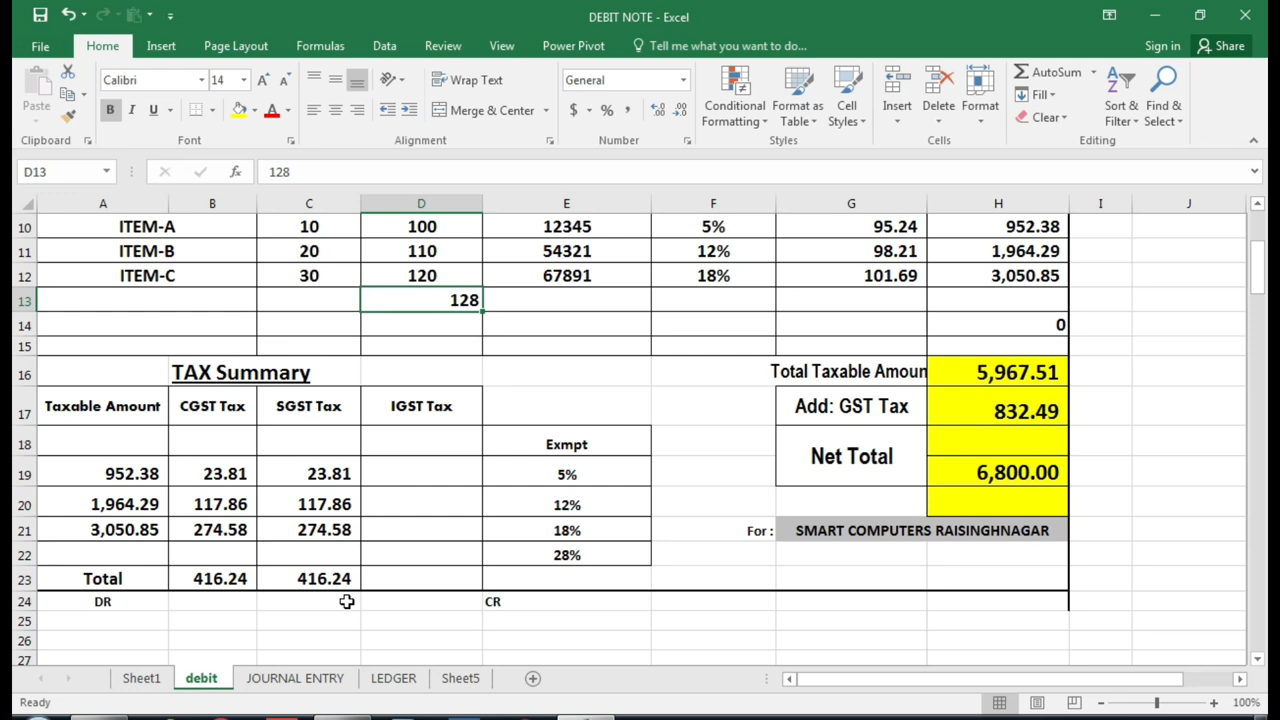 DEBIT NOTE - Excel
File Home Insert Page Layout Formulas Data Review View Power Pivot Tell me what you want to do... Sign in Share
Paste
Calibri 14
B I U
Wrap Text
Merge & Center
General
$ % ,
Conditional Formatting
Format as Table
Cell Styles
Insert Delete Format
AutoSum
Fill
Clear
Sort & Filter
Find & Select
Clipboard Font Alignment Number Styles Cells Editing
D13 fx 128
A B C D E F G H I J
10 ITEM-A 10 100 12345 5% 95.24 952.38
11 ITEM-B 20 110 54321 12% 98.21 1,964.29
12 ITEM-C 30 120 67891 18% 101.69 3,050.85
13 128
14 0
15
16 TAX Summary Total Taxable Amoun 5,967.51
17 Taxable Amount CGST Tax SGST Tax IGST Tax Add: GST Tax 832.49
18 Exmpt Net Total
19 952.38 23.81 23.81 5% 6,800.00
20 1,964.29 117.86 117.86 12%
21 3,050.85 274.58 274.58 18% For : SMART COMPUTERS RAISINGHNAGAR
22 28%
23 Total 416.24 416.24
24 DR CR
25
26
27
Sheet1 debit JOURNAL ENTRY LEDGER Sheet5
Ready 100%